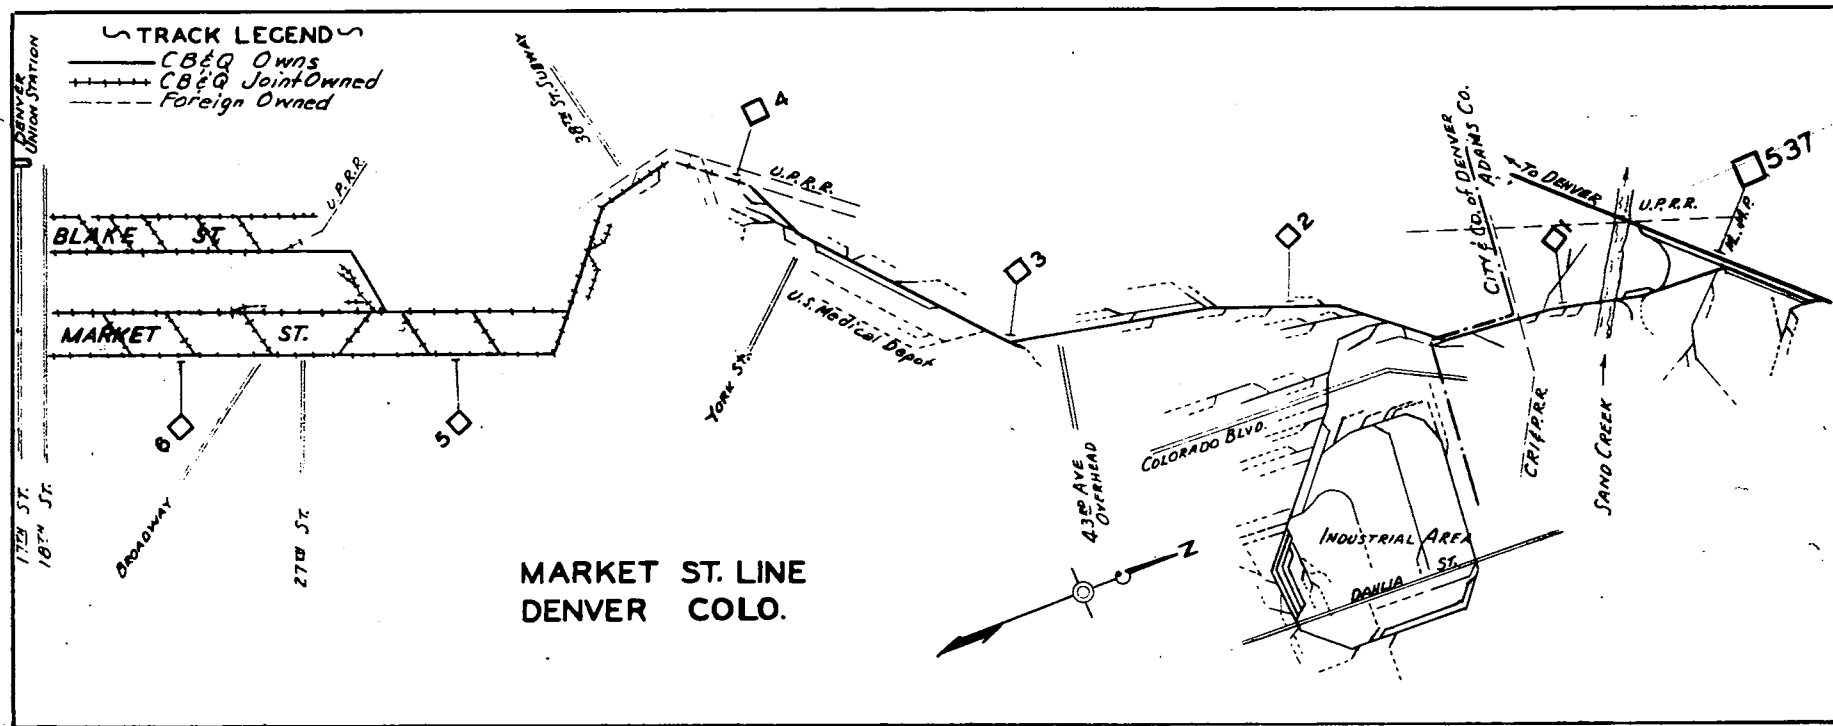 TRACK LEGEND
CB&Q Owns
CB&Q Joint Owned
Foreign Owned
DENVER
UNION STATION
38TH ST. SUBWAY
4
U.P.R.R.
U.P.R.R.
BLAKE ST.
MARKET ST.
6
5
YORK ST.
U.S. Medical Depot
3
2
1
CITY & CO. of DENVER
ADAMS CO.
TO DENVER
U.P.R.R.
537
M.M.P.
COLORADO BLVD.
43RD AVE
OVERHEAD
CRI&P.R.R.
SAND CREEK
17TH ST.
18TH ST.
BROADWAY
27TH ST.
INDUSTRIAL AREA
DAHLIA ST.
N
MARKET ST. LINE
DENVER COLO.